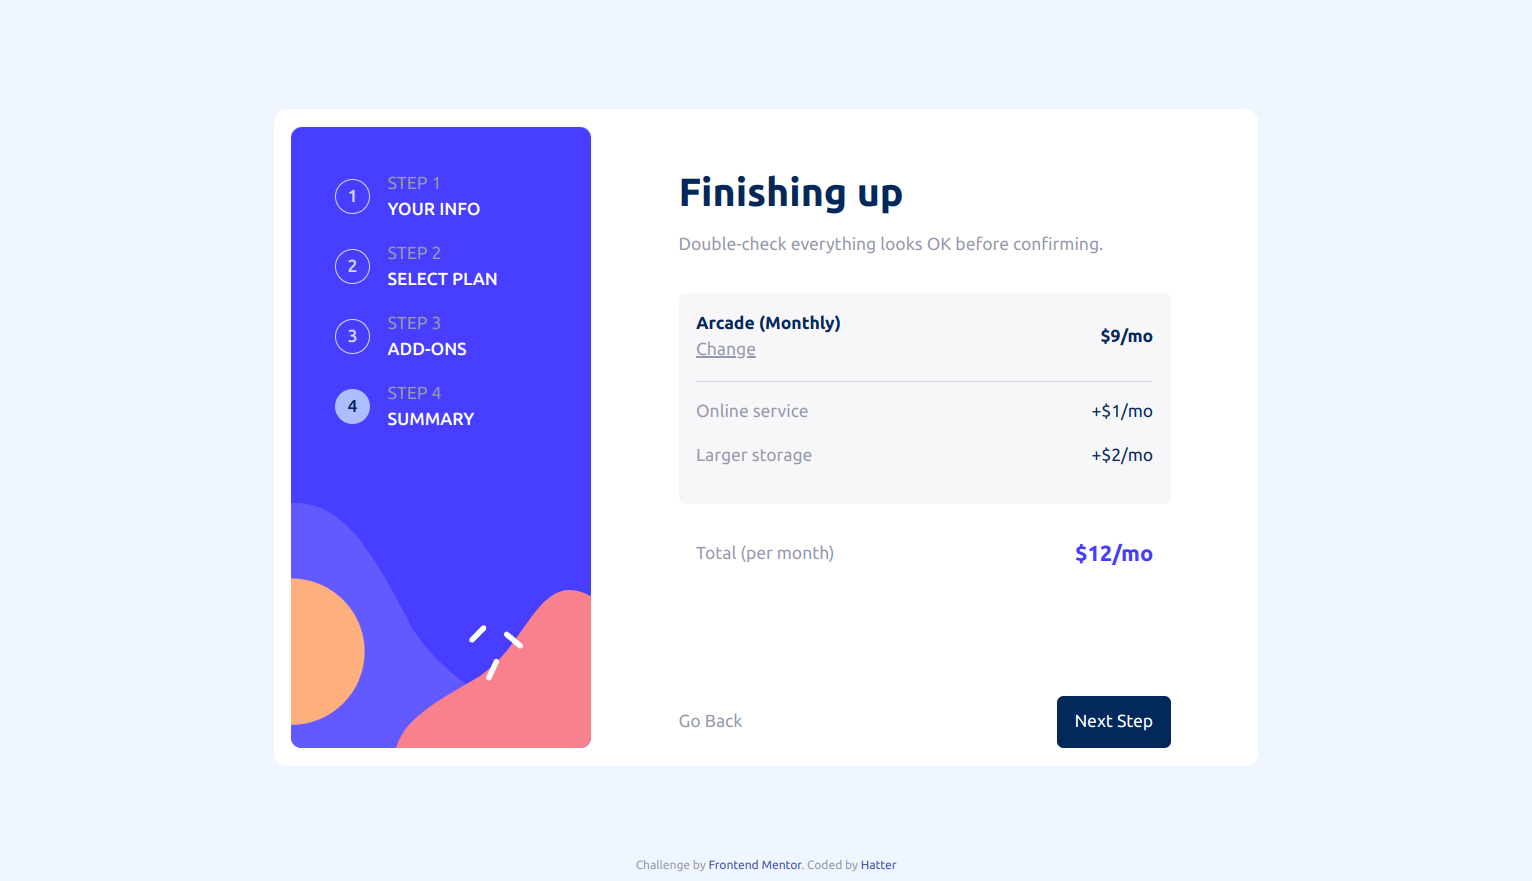 1
STEP 1
YOUR INFO
2
STEP 2
SELECT PLAN
3
STEP 3
ADD-ONS
4
STEP 4
SUMMARY
Finishing up
Double-check everything looks OK before confirming.
Arcade (Monthly)
Change
$9/mo
Online service +$1/mo
Larger storage +$2/mo
Total (per month) $12/mo
Go Back Next Step
Challenge by Frontend Mentor. Coded by Hatter